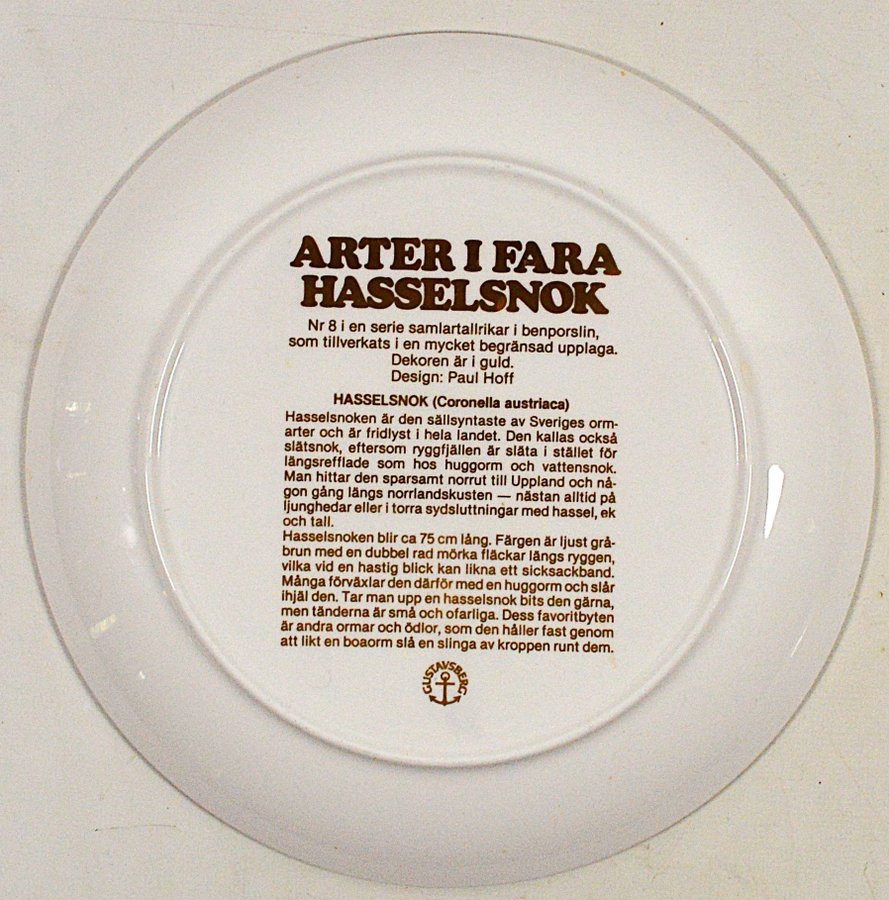 ARTER I FARA
HASSELSNOK
Nr 8 i en serie samlartallrikar i benporslin,
som tillverkats i en mycket begränsad upplaga.
Dekoren är i guld.
Design: Paul Hoff
HASSELSNOK (Coronella austriaca)
Hasselsnoken är den sällsyntaste av Sveriges orm-
arter och är fridlyst i hela landet. Den kallas också
slätsnok, eftersom ryggfjällen är släta i stället för
längsrefflade som hos huggorm och vattensnok.
Man hittar den sparsamt norrut till Uppland och nå-
gon gång längs norrlandskusten — nästan alltid på
ljunghedar eller i torra sydsluttningar med hassel, ek
och tall.
Hasselsnoken blir ca 75 cm lång. Färgen är ljust grå-
brun med en dubbel rad mörka fläckar längs ryggen,
vilka vid en hastig blick kan likna ett sicksackband.
Många förväxlar den därför med en huggorm och slår
ihjäl den. Tar man upp en hasselsnok bits den gärna,
men tänderna är små och ofarliga. Dess favoritbyten
är andra ormar och ödlor, som den håller fast genom
att likt en boaorm slå en slinga av kroppen runt dem.
GUSTAVSBERG